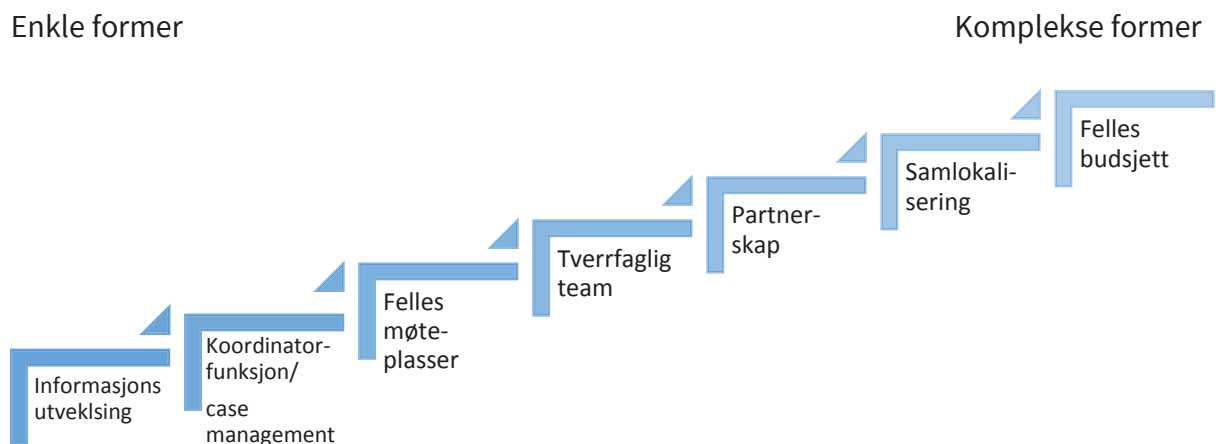 Enkle former
Komplekse former
Informasjons
utveklsing
Koordinator-
funksjon/
case
management
Felles
møte-
plasser
Tverrfaglig
team
Partner-
skap
Samlokali-
sering
Felles
budsjett